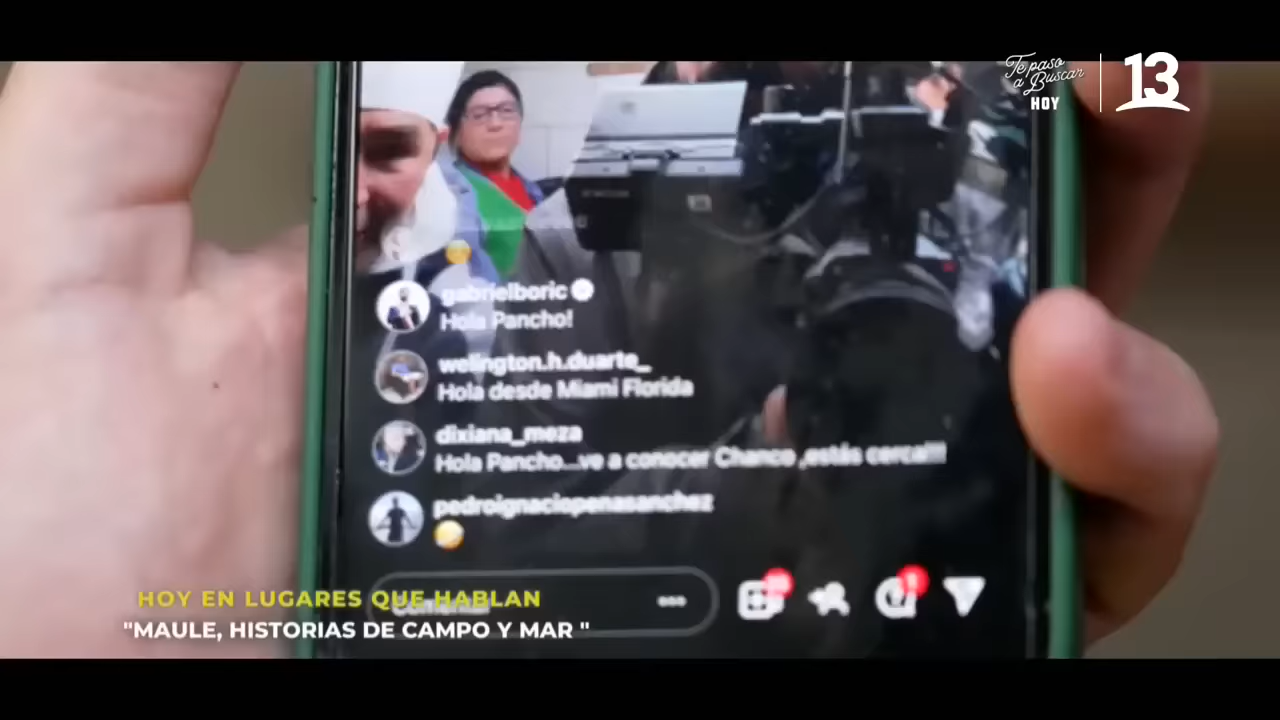 Te paso
a Buscar
HOY
13
gabrielboric
Hola Pancho!
welington.h.duarte_
Hola desde Miami Florida
dixiana_meza
Hola Pancho...ve a conocer Chanco ,estás cerca!!!
pedroignaciopenasanchez
HOY EN LUGARES QUE HABLAN
"MAULE, HISTORIAS DE CAMPO Y MAR "